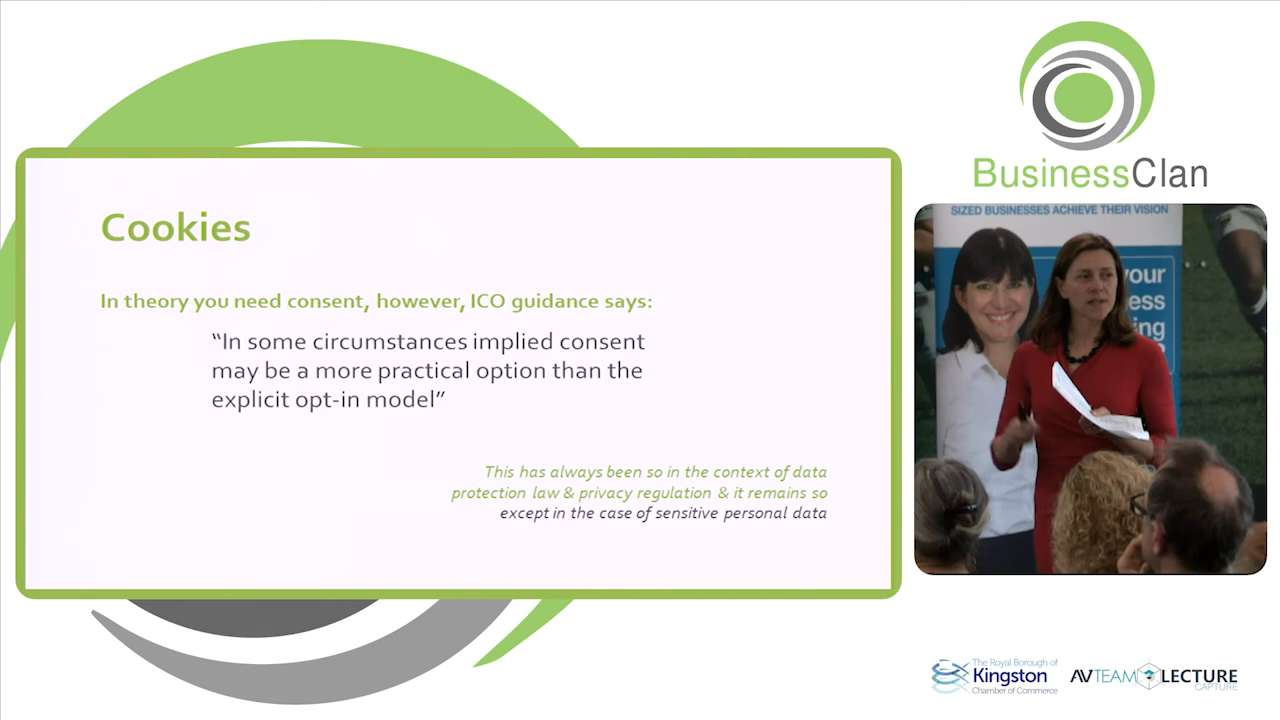 Cookies
In theory you need consent, however, ICO guidance says:
“In some circumstances implied consent
may be a more practical option than the
explicit opt-in model”
This has always been so in the context of data
protection law & privacy regulation & it remains so
except in the case of sensitive personal data
BusinessClan
SIZED BUSINESSES ACHIEVE THEIR VISION
your
ess
ing
?
The Royal Borough of
Kingston
Chamber of Commerce
AVTEAM LECTURE
CAPTURE